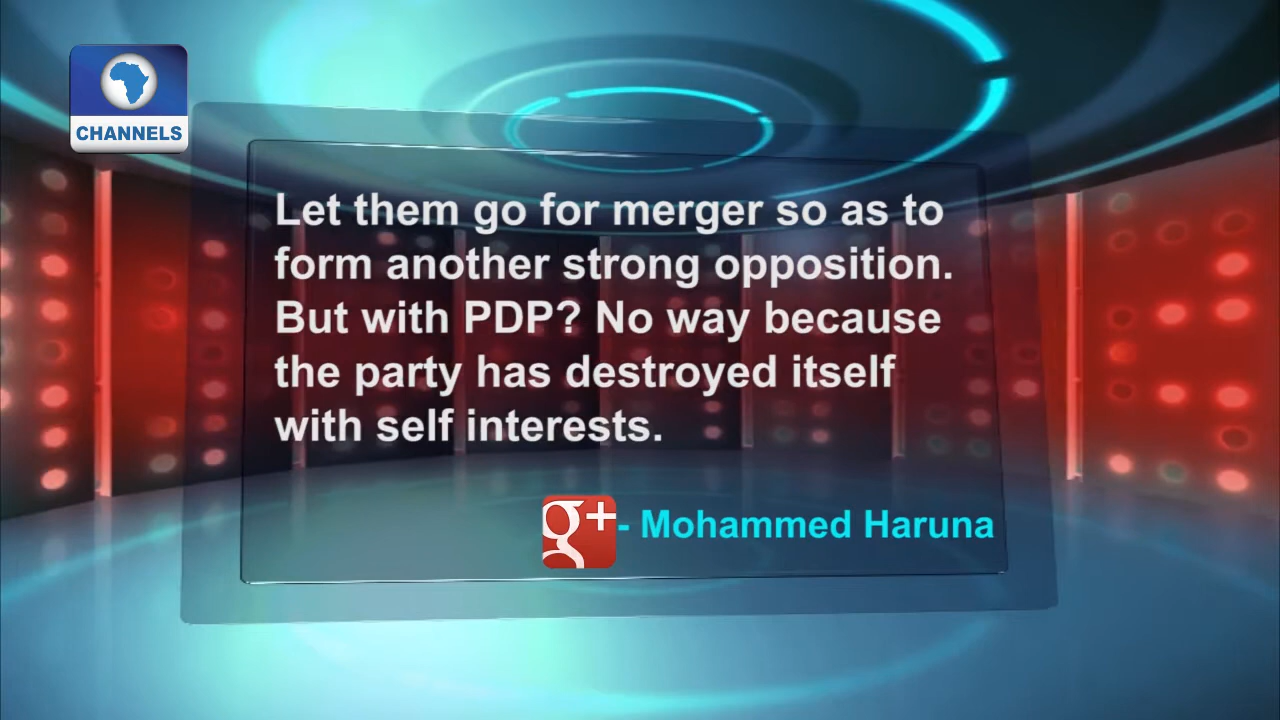 CHANNELS
Let them go for merger so as to
form another strong opposition.
But with PDP? No way because
the party has destroyed itself
with self interests.
g+ - Mohammed Haruna